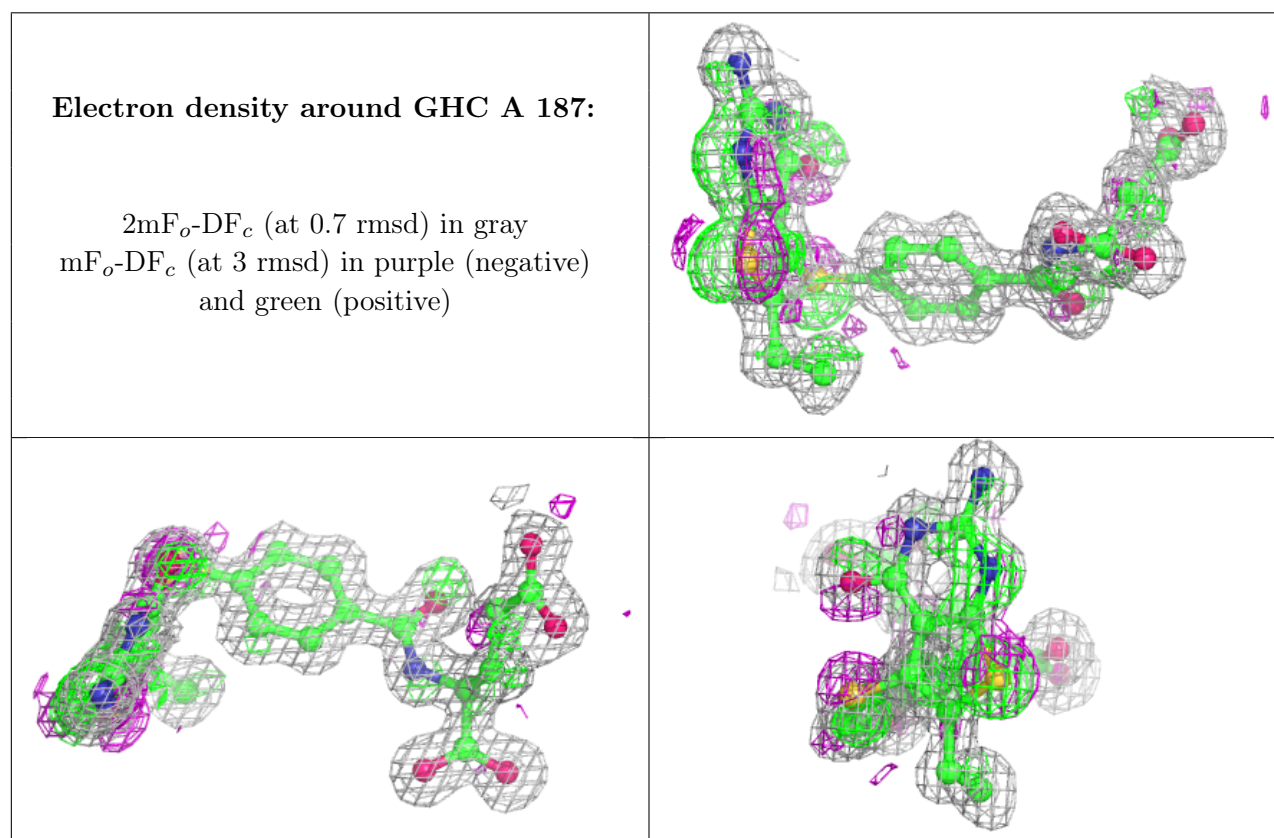 Electron density around GHC A 187:
2mFo-DFc (at 0.7 rmsd) in gray
mFo-DFc (at 3 rmsd) in purple (negative)
and green (positive)